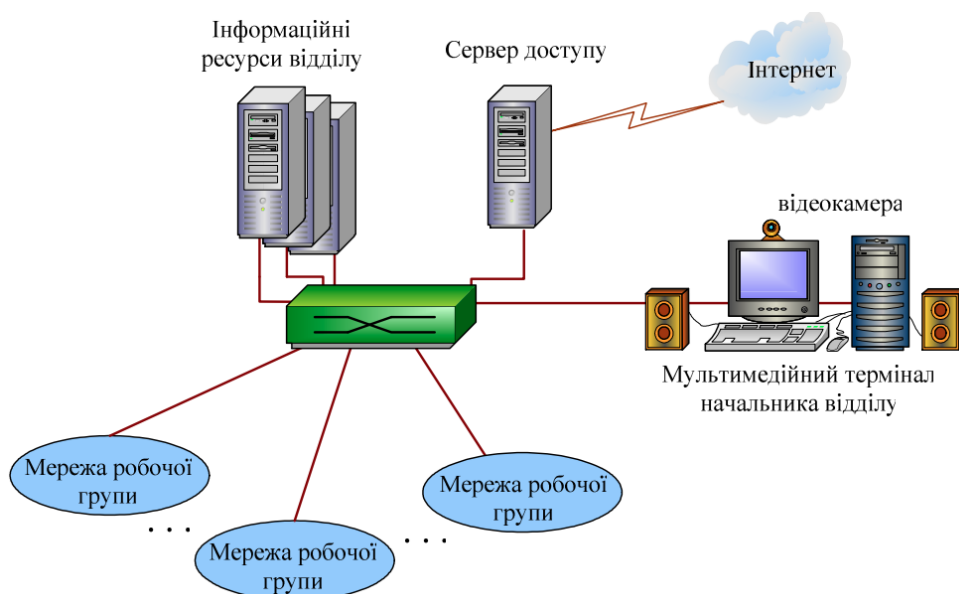 Інформаційні
ресурси відділу
Сервер доступу
Інтернет
відеокамера
Мультимедійний термінал
начальника відділу
Мережа робочої
групи
. . .
Мережа робочої
групи
. . .
Мережа робочої
групи